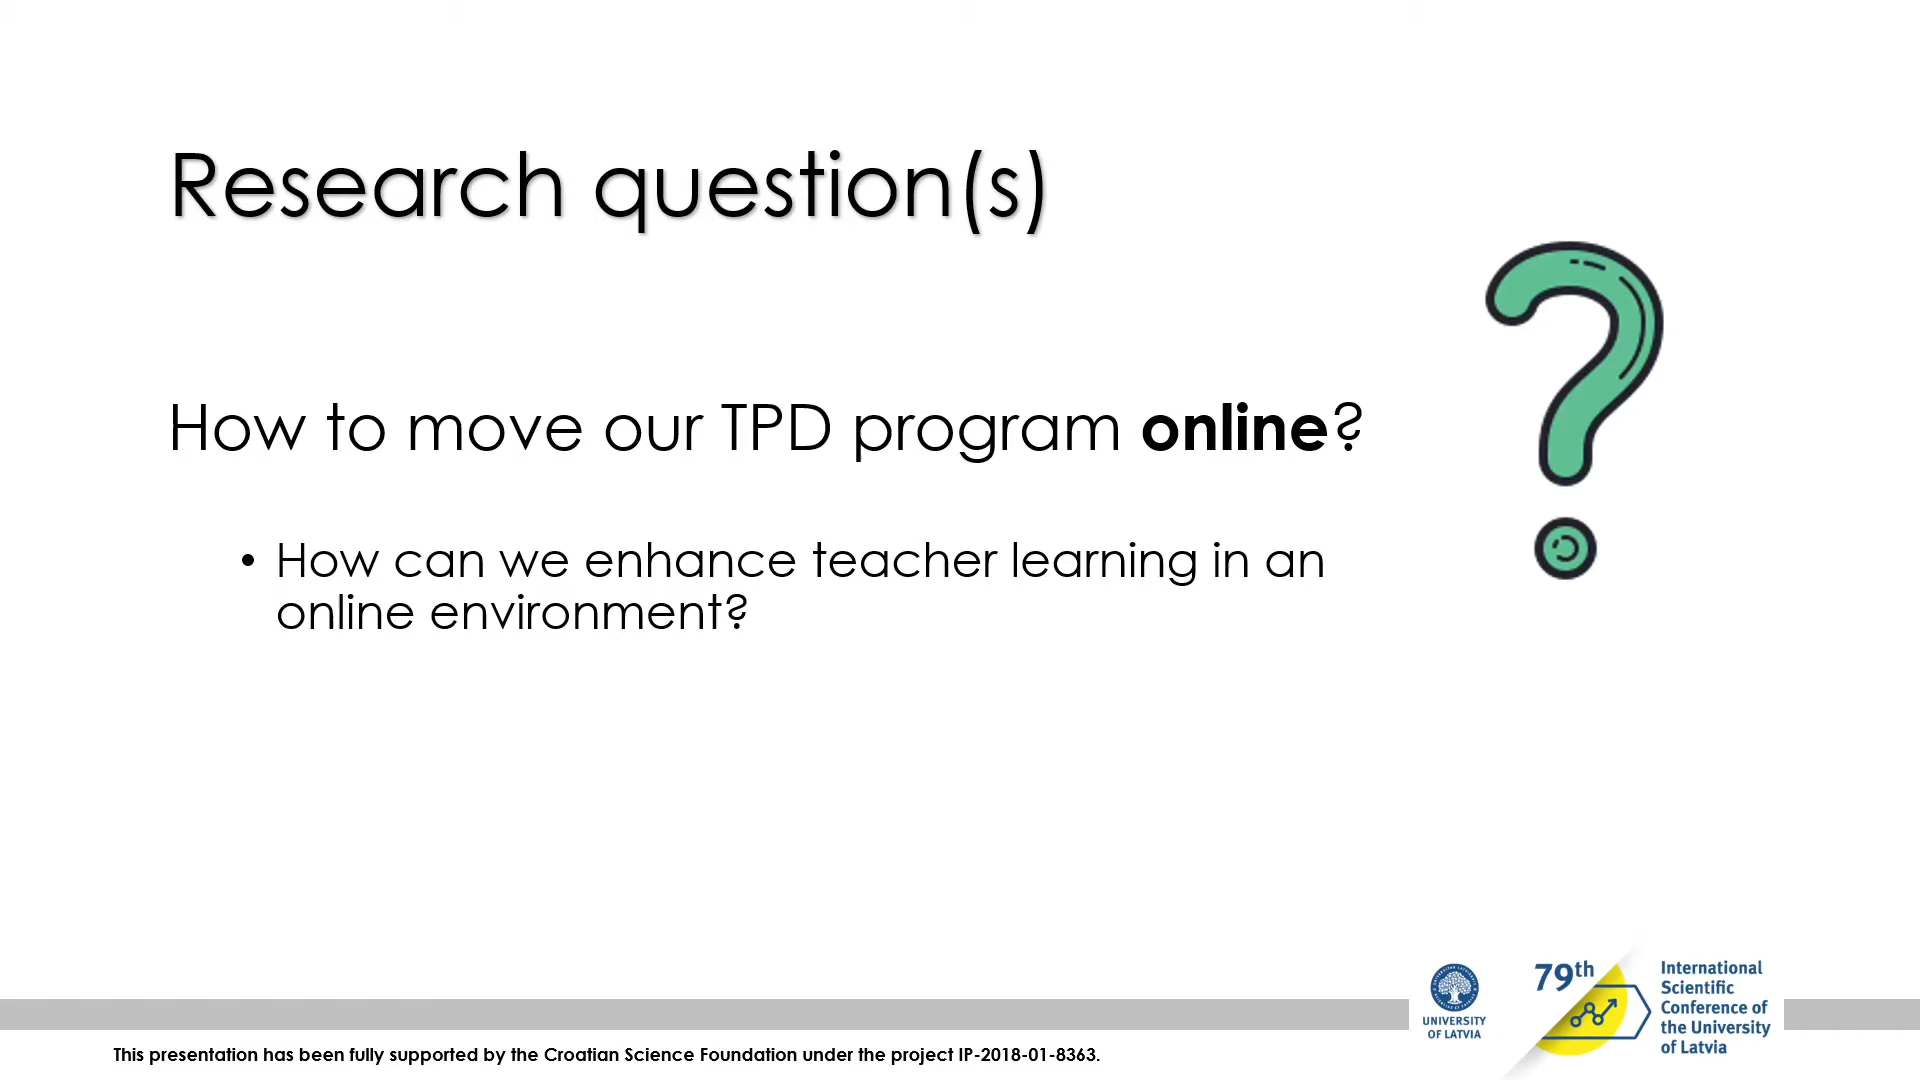 Research question(s)
How to move our TPD program online?
• How can we enhance teacher learning in an
online environment?
UNIVERSITY
OF LATVIA
79th
International
Scientific
Conference of
the University
of Latvia
This presentation has been fully supported by the Croatian Science Foundation under the project IP-2018-01-8363.